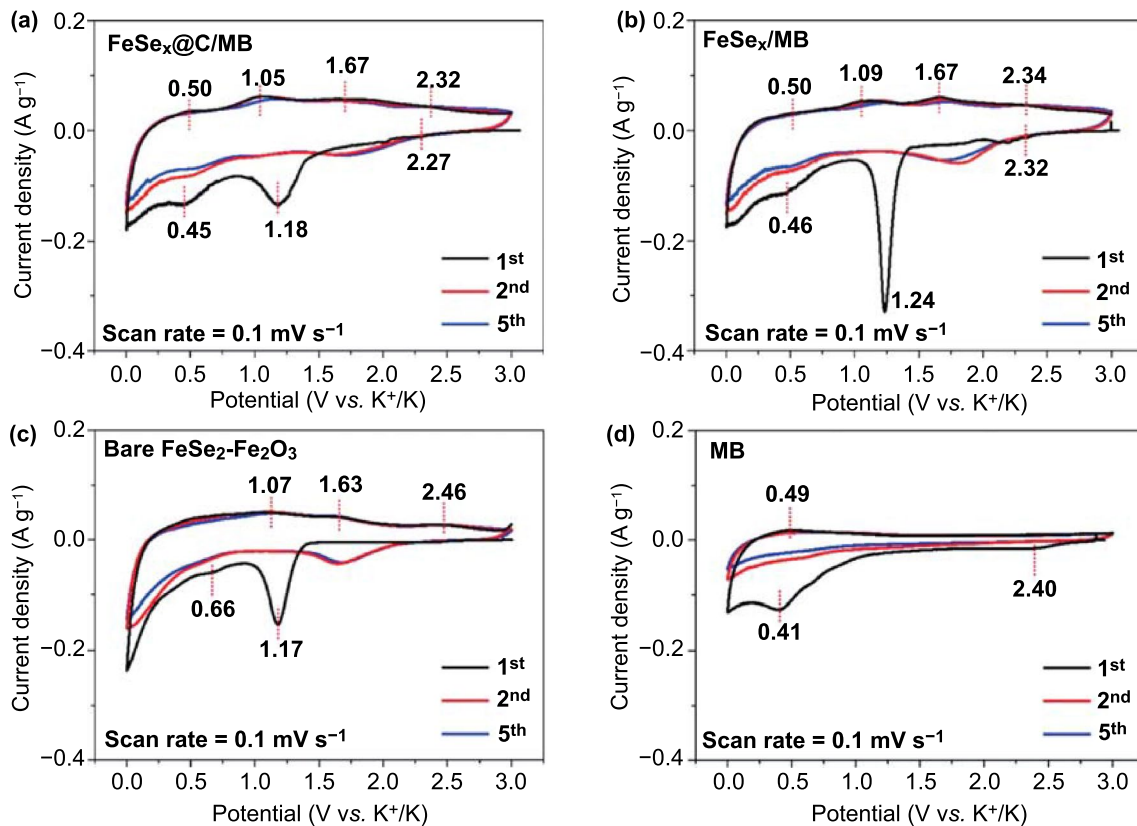 (a)
FeSeₓ@C/MB
0.2
0.0
−0.2
−0.4
Current density (A g⁻¹)
0.50
1.05
1.67
2.32
2.27
0.45
1.18
1ˢᵗ
2ⁿᵈ
5ᵗʰ
Scan rate = 0.1 mV s⁻¹
0.0 0.5 1.0 1.5 2.0 2.5 3.0
Potential (V vs. K⁺/K)
(b)
FeSeₓ/MB
0.2
0.0
−0.2
−0.4
Current density (A g⁻¹)
0.50
1.09
1.67
2.34
2.32
0.46
1.24
1ˢᵗ
2ⁿᵈ
5ᵗʰ
Scan rate = 0.1 mV s⁻¹
0.0 0.5 1.0 1.5 2.0 2.5 3.0
Potential (V vs. K⁺/K)
(c)
Bare FeSe₂-Fe₂O₃
0.2
0.0
−0.2
−0.4
Current density (A g⁻¹)
1.07
1.63
2.46
0.66
1.17
1ˢᵗ
2ⁿᵈ
5ᵗʰ
Scan rate = 0.1 mV s⁻¹
0.0 0.5 1.0 1.5 2.0 2.5 3.0
Potential (V vs. K⁺/K)
(d)
MB
0.2
0.0
−0.2
−0.4
Current density (A g⁻¹)
0.49
2.40
0.41
1ˢᵗ
2ⁿᵈ
5ᵗʰ
Scan rate = 0.1 mV s⁻¹
0.0 0.5 1.0 1.5 2.0 2.5 3.0
Potential (V vs. K⁺/K)